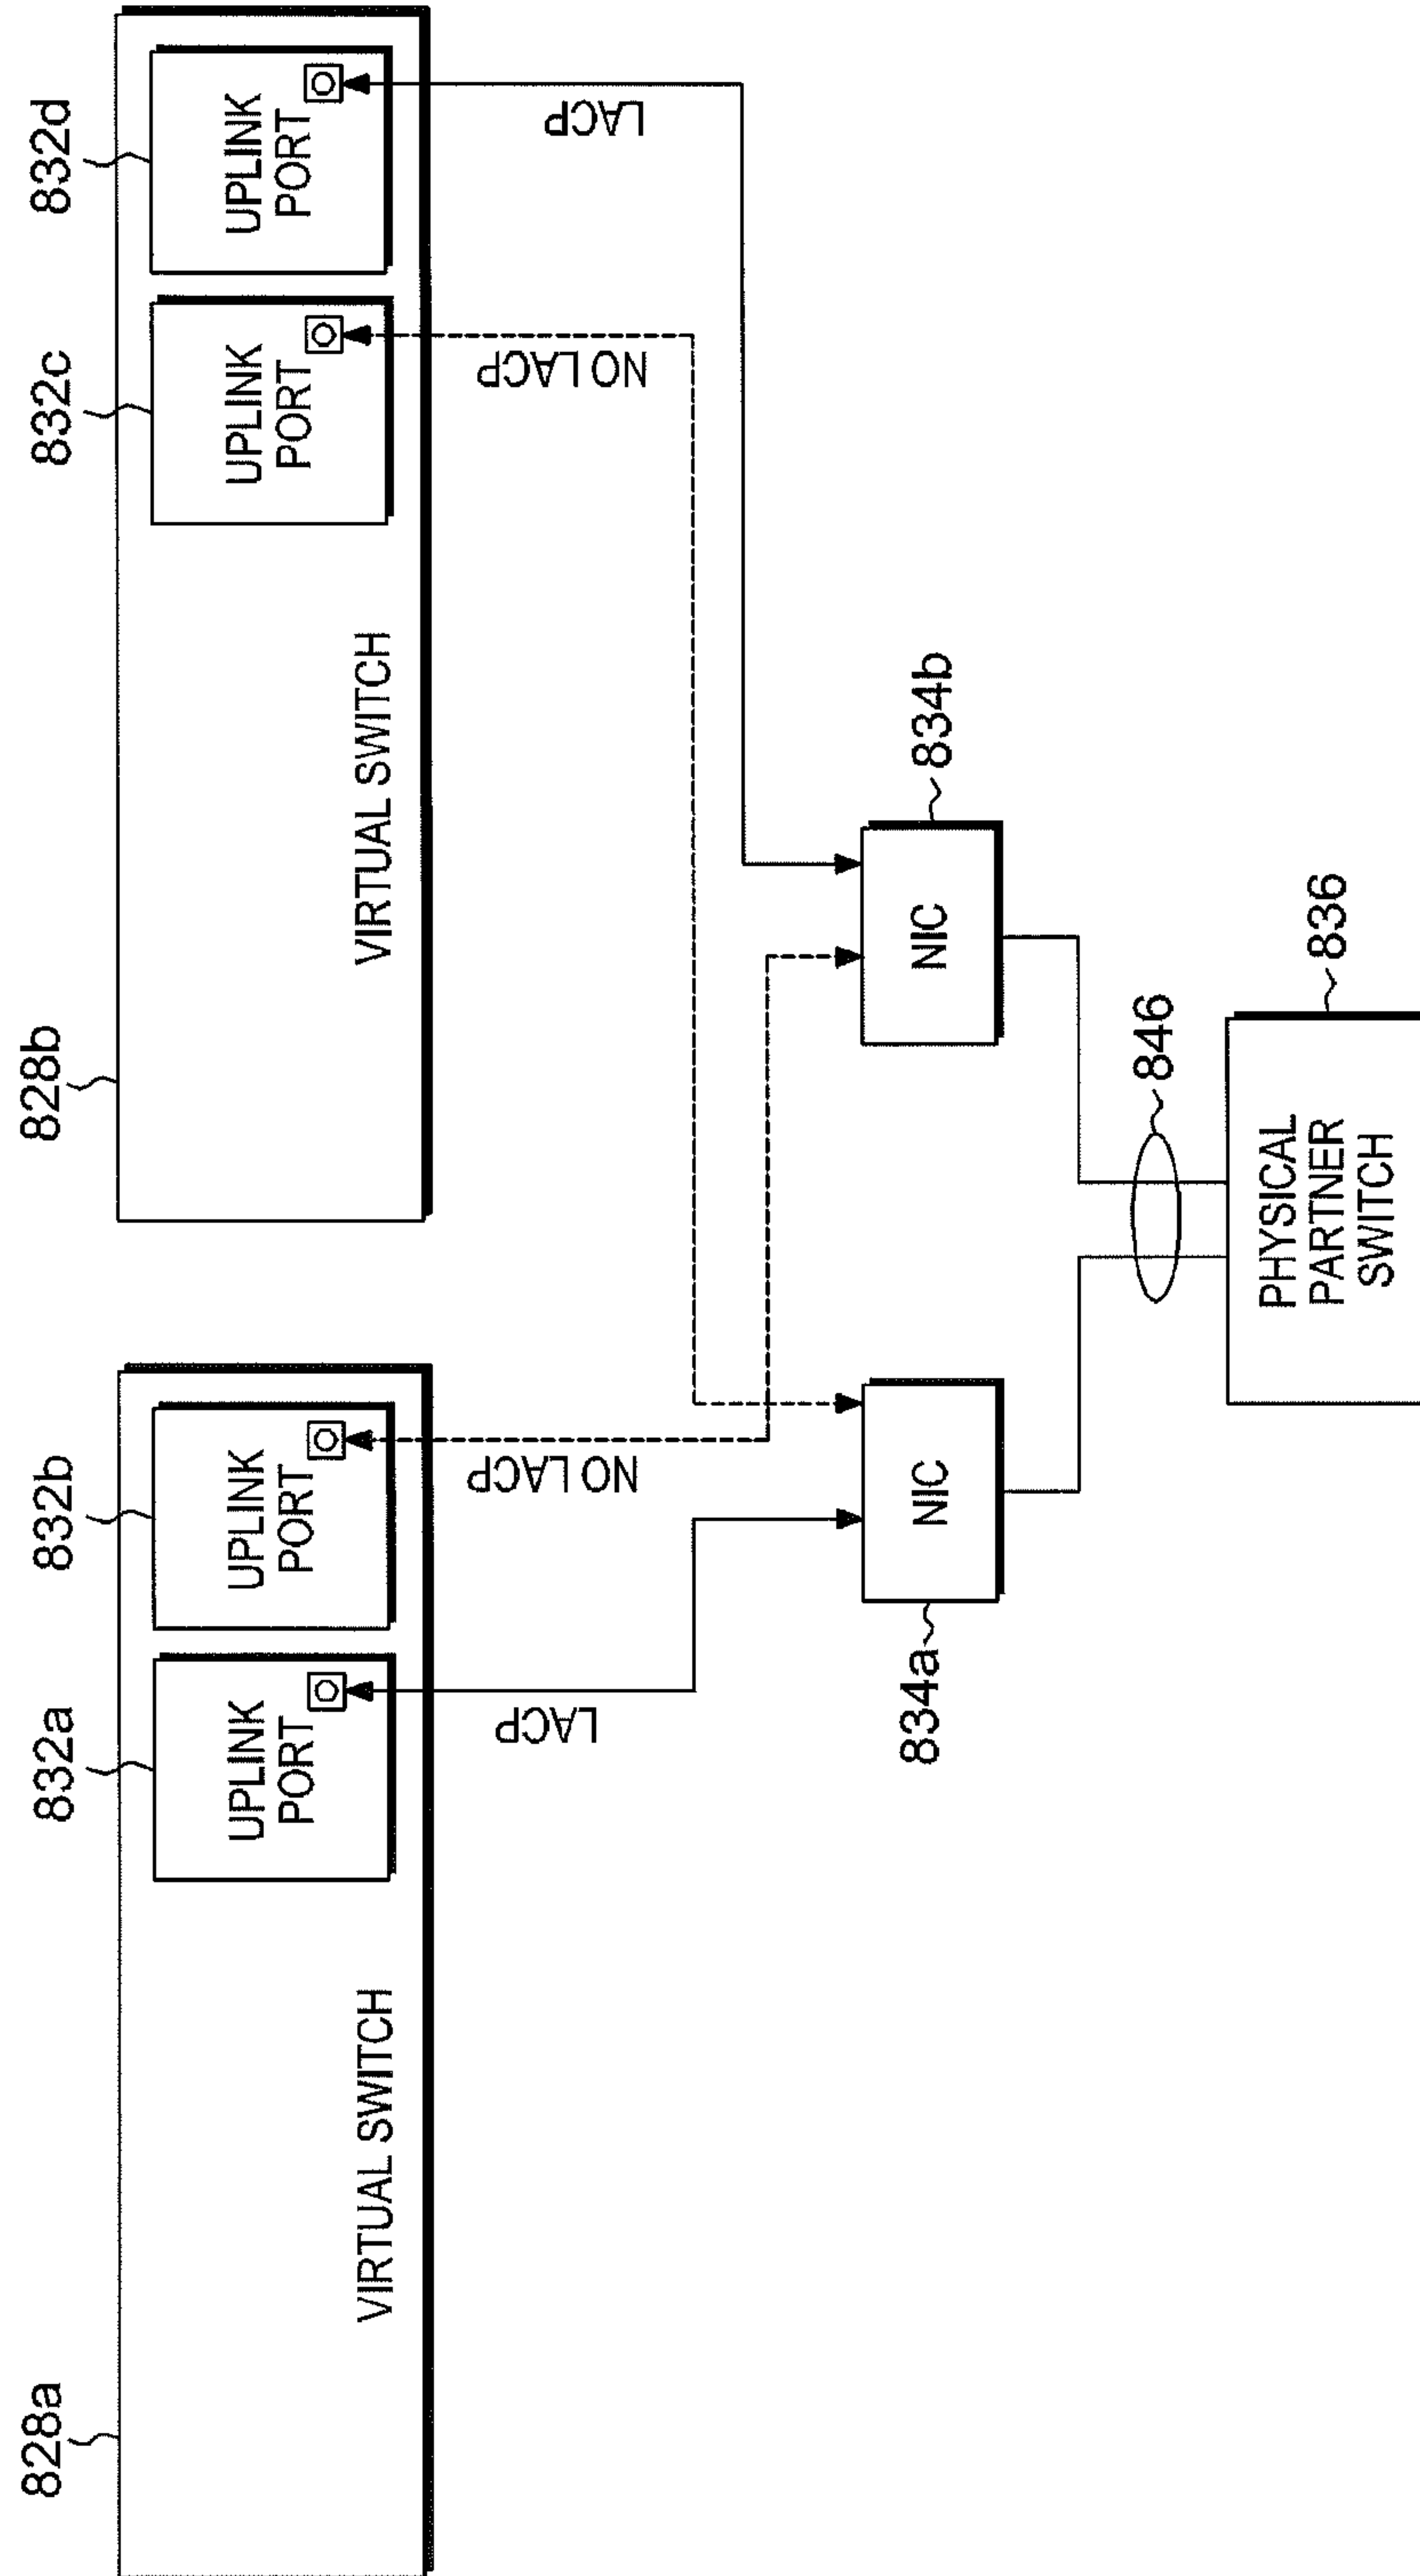 828a
832a
832b
828b
832c
832d
UPLINK
PORT
UPLINK
PORT
UPLINK
PORT
UPLINK
PORT
VIRTUAL SWITCH
VIRTUAL SWITCH
LACP
NO LACP
NO LACP
LACP
834a
NIC
NIC
834b
846
PHYSICAL
PARTNER
SWITCH
836